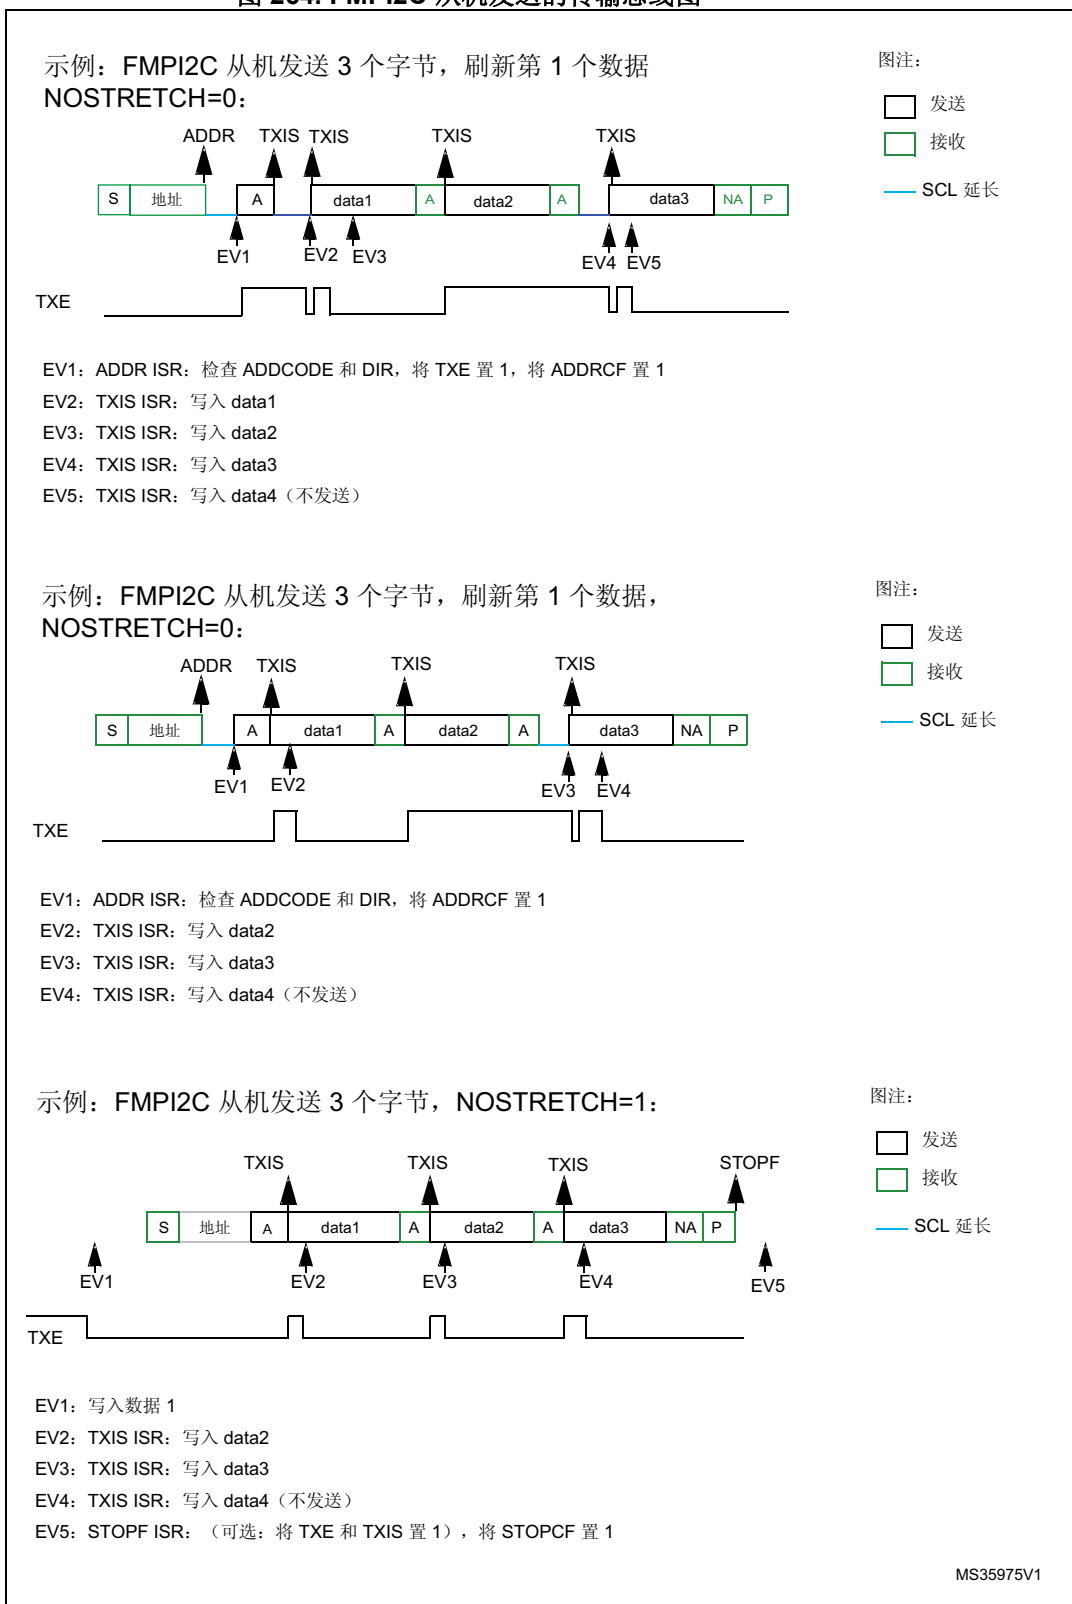 图 264. FMPI2C 从机发送的传输总线图
示例：FMPI2C 从机发送 3 个字节，刷新第 1 个数据
NOSTRETCH=0：
图注：
发送
接收
SCL 延长
ADDR TXIS TXIS TXIS TXIS
S 地址 A data1 A data2 A data3 NA P
EV1 EV2 EV3 EV4 EV5
TXE
EV1：ADDR ISR：检查 ADDCODE 和 DIR，将 TXE 置 1，将 ADDRCF 置 1
EV2：TXIS ISR：写入 data1
EV3：TXIS ISR：写入 data2
EV4：TXIS ISR：写入 data3
EV5：TXIS ISR：写入 data4（不发送）
示例：FMPI2C 从机发送 3 个字节，刷新第 1 个数据，
NOSTRETCH=0：
图注：
发送
接收
SCL 延长
ADDR TXIS TXIS TXIS
S 地址 A data1 A data2 A data3 NA P
EV1 EV2 EV3 EV4
TXE
EV1：ADDR ISR：检查 ADDCODE 和 DIR，将 ADDRCF 置 1
EV2：TXIS ISR：写入 data2
EV3：TXIS ISR：写入 data3
EV4：TXIS ISR：写入 data4（不发送）
示例：FMPI2C 从机发送 3 个字节，NOSTRETCH=1：
图注：
发送
接收
SCL 延长
TXIS TXIS TXIS STOPF
S 地址 A data1 A data2 A data3 NA P
EV1 EV2 EV3 EV4 EV5
TXE
EV1：写入数据 1
EV2：TXIS ISR：写入 data2
EV3：TXIS ISR：写入 data3
EV4：TXIS ISR：写入 data4（不发送）
EV5：STOPF ISR：（可选：将 TXE 和 TXIS 置 1），将 STOPCF 置 1
MS35975V1